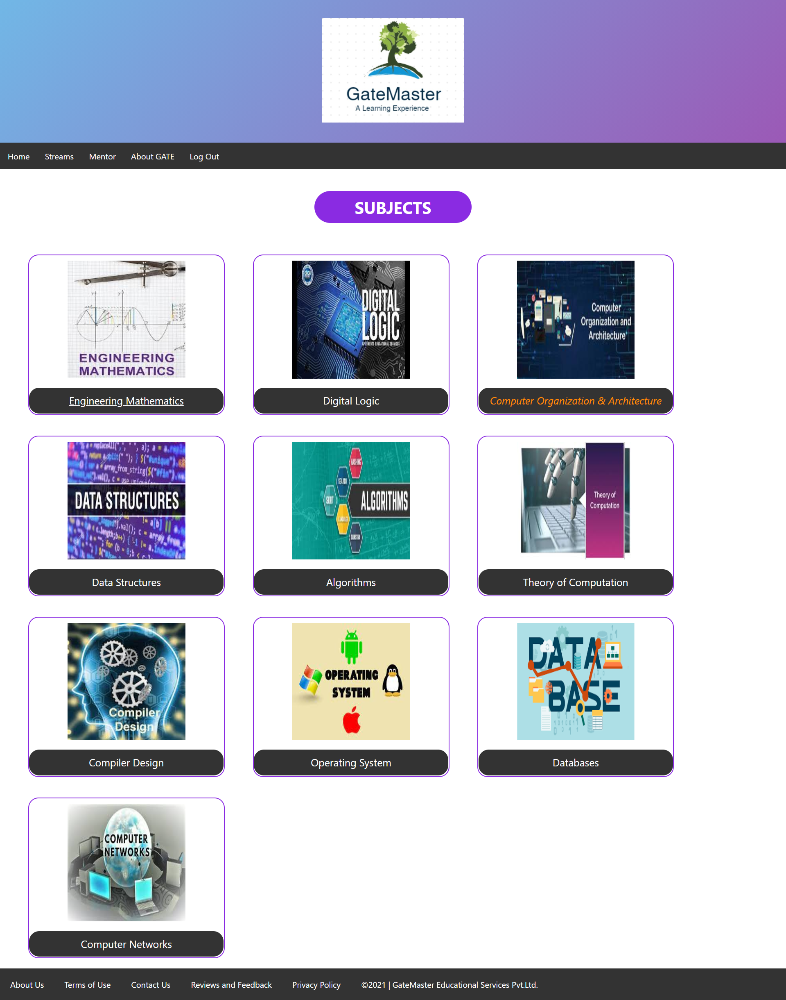 GateMaster
A Learning Experience
Home Streams Mentor About GATE Log Out
SUBJECTS
ENGINEERING
MATHEMATICS
Engineering Mathematics
DIGITAL
LOGIC
EDUCATIONAL SERVICES
Digital Logic
Computer
Organization and
Architecture
Computer Organization & Architecture
DATA STRUCTURES
Data Structures
HASHING
SEARCH
SORT
ALGORITHMS
DIJKSTRA
Algorithms
Theory of
Computation
Theory of Computation
Compiler
Design
Compiler Design
OPERATING
SYSTEM
Operating System
DATA
BASE
Databases
COMPUTER
NETWORKS
Computer Networks
About Us Terms of Use Contact Us Reviews and Feedback Privacy Policy ©2021 | GateMaster Educational Services Pvt.Ltd.